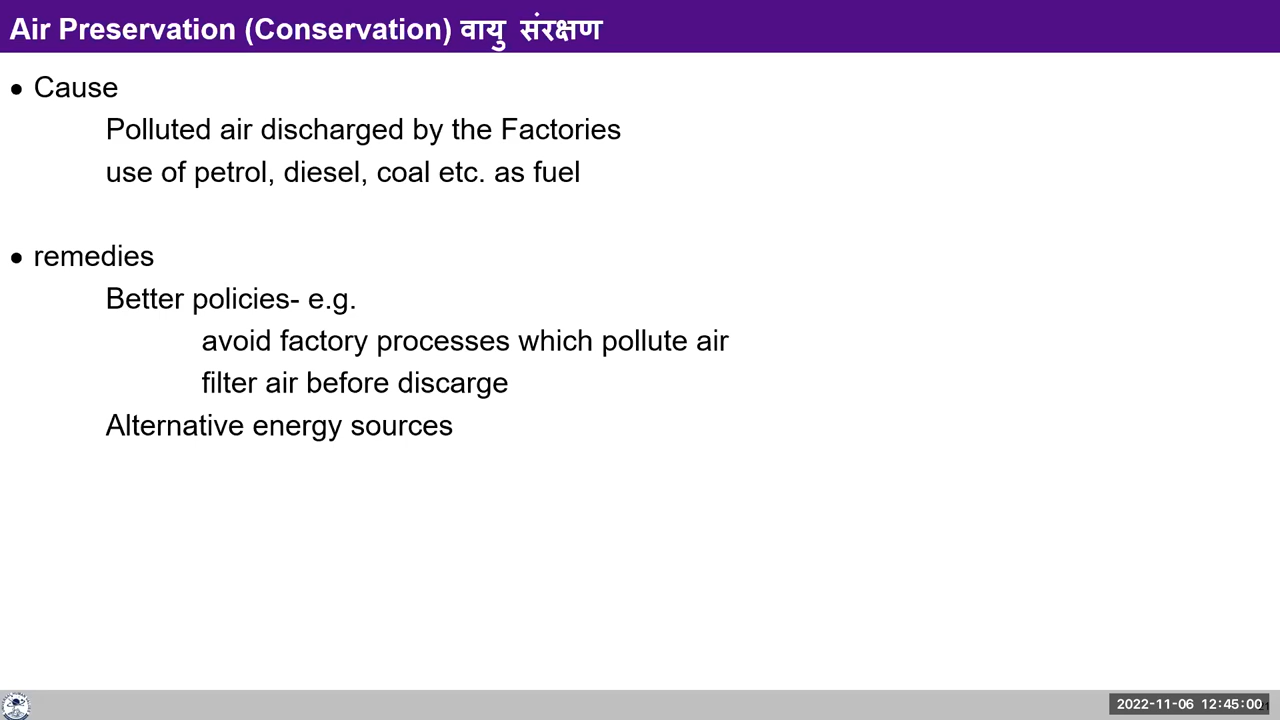 Air Preservation (Conservation) वायु संरक्षण
• Cause
Polluted air discharged by the Factories
use of petrol, diesel, coal etc. as fuel
• remedies
Better policies- e.g.
avoid factory processes which pollute air
filter air before discarge
Alternative energy sources
2022-11-06 12:45:00